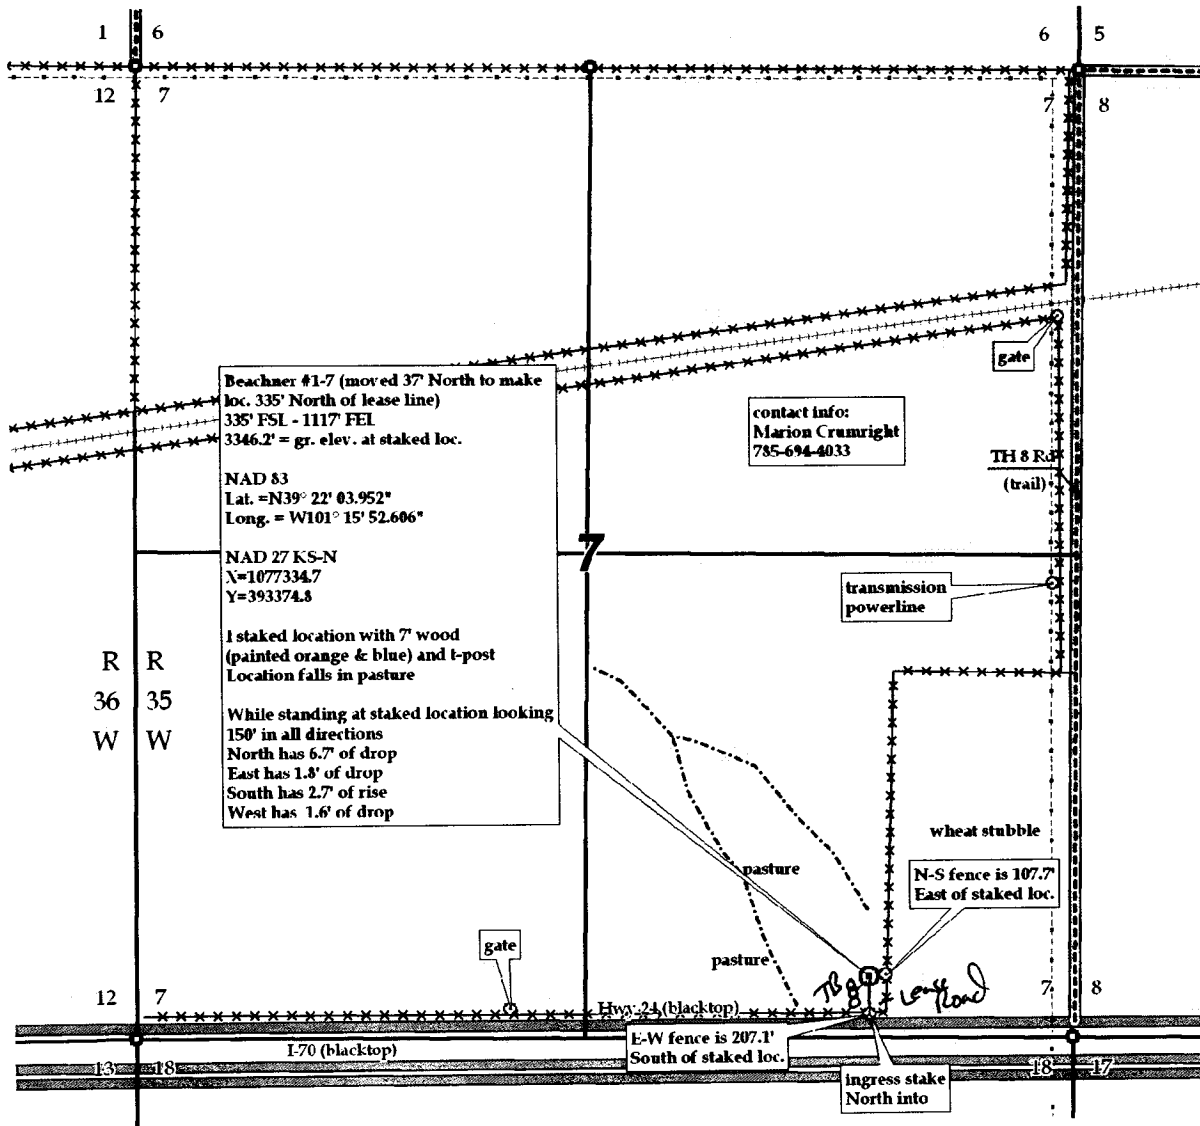 1 6
6 5
12 7
7 8
gate
Beachner #1-7 (moved 37' North to make
loc. 335' North of lease line)
335' FSL - 1117' FEL
3346.2' = gr. elev. at staked loc.
NAD 83
Lat. =N39° 22' 03.952"
Long. = W101° 15' 52.606"
NAD 27 KS-N
X=1077334.7
Y=393374.8
I staked location with 7' wood
(painted orange & blue) and t-post
Location falls in pasture
While standing at staked location looking
150' in all directions
North has 6.7' of drop
East has 1.8' of drop
South has 2.7' of rise
West has 1.6' of drop
contact info:
Marion Crumright
785-694-4033
TH 8 Rd
(trail)
7
transmission
powerline
R R
36 35
W W
wheat stubble
pasture
N-S fence is 107.7'
East of staked loc.
gate
pasture
Lease
Road
12 7
7 8
Hwy 24 (blacktop)
E-W fence is 207.1'
South of staked loc.
I-70 (blacktop)
13 18
18 17
ingress stake
North into